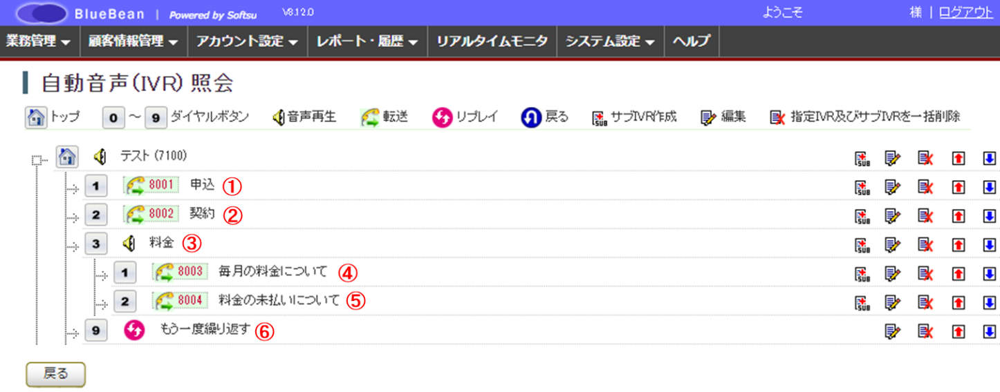 BlueBean | Powered by Softsu V8.12.0 ようこそ 様 | ログアウト
業務管理 ▼ 顧客情報管理 ▼ アカウント設定 ▼ レポート・履歴 ▼ リアルタイムモニタ システム設定 ▼ ヘルプ
自動音声(IVR) 照会
トップ 0 ～ 9 ダイヤルボタン 音声再生 転送 リプレイ 戻る SUB サブIVR作成 編集 指定IVR及びサブIVRを一括削除
テスト (7100) SUB
1 8001 申込 ① SUB
2 8002 契約 ② SUB
3 料金 ③ SUB
1 8003 毎月の料金について ④ SUB
2 8004 料金の未払いについて ⑤ SUB
9 もう一度繰り返す ⑥
戻る